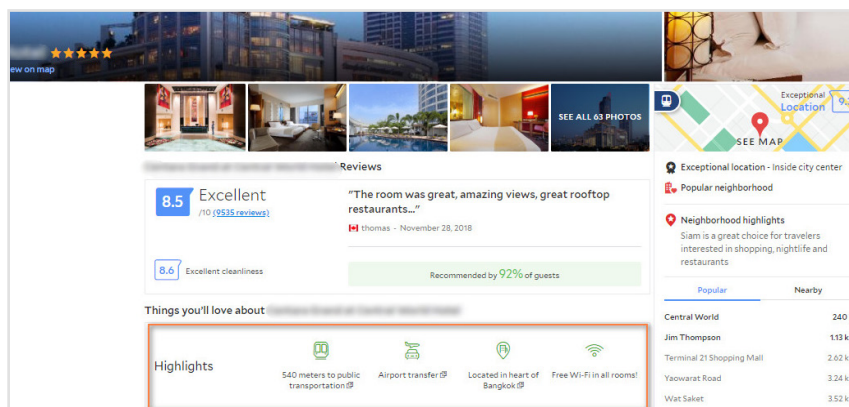 ew on map
SEE ALL 63 PHOTOS
Exceptional
Location
SEE MAP
Reviews
8.5
Excellent
/10 (9535 reviews)
"The room was great, amazing views, great rooftop
restaurants..."
thomas - November 28, 2018
8.6 Excellent cleanliness
Recommended by 92% of guests
Things you'll love about
Highlights
540 meters to public
transportation
Airport transfer
Located in heart of
Bangkok
Free Wi-Fi in all rooms!
Exceptional location - Inside city center
Popular neighborhood
Neighborhood highlights
Siam is a great choice for travelers
interested in shopping, nightlife and
restaurants
Popular
Nearby
Central World 240
Jim Thompson 1.13 k
Terminal 21 Shopping Mall 2.62 k
Yaowarat Road 3.24 k
Wat Saket 3.52 k